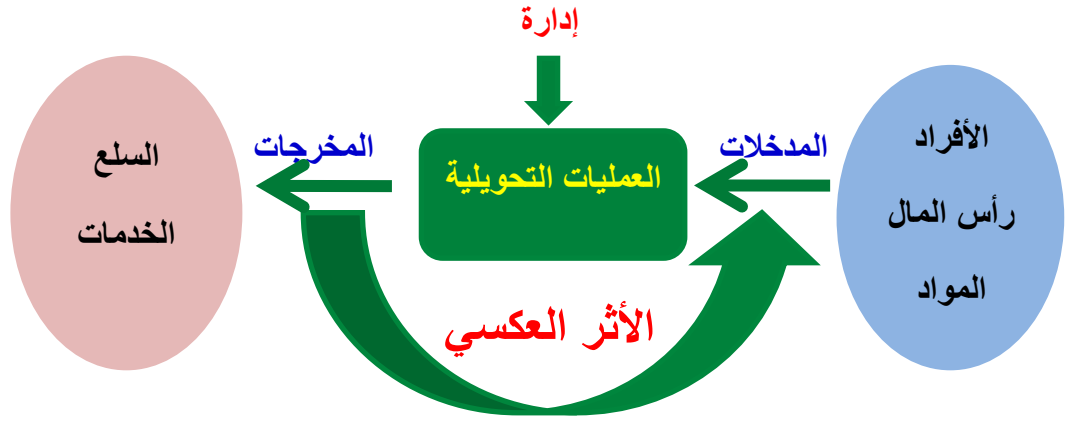 إدارة
الأفراد
رأس المال
المواد
المدخلات
العمليات التحويلية
المخرجات
السلع
الخدمات
الأثر العكسي